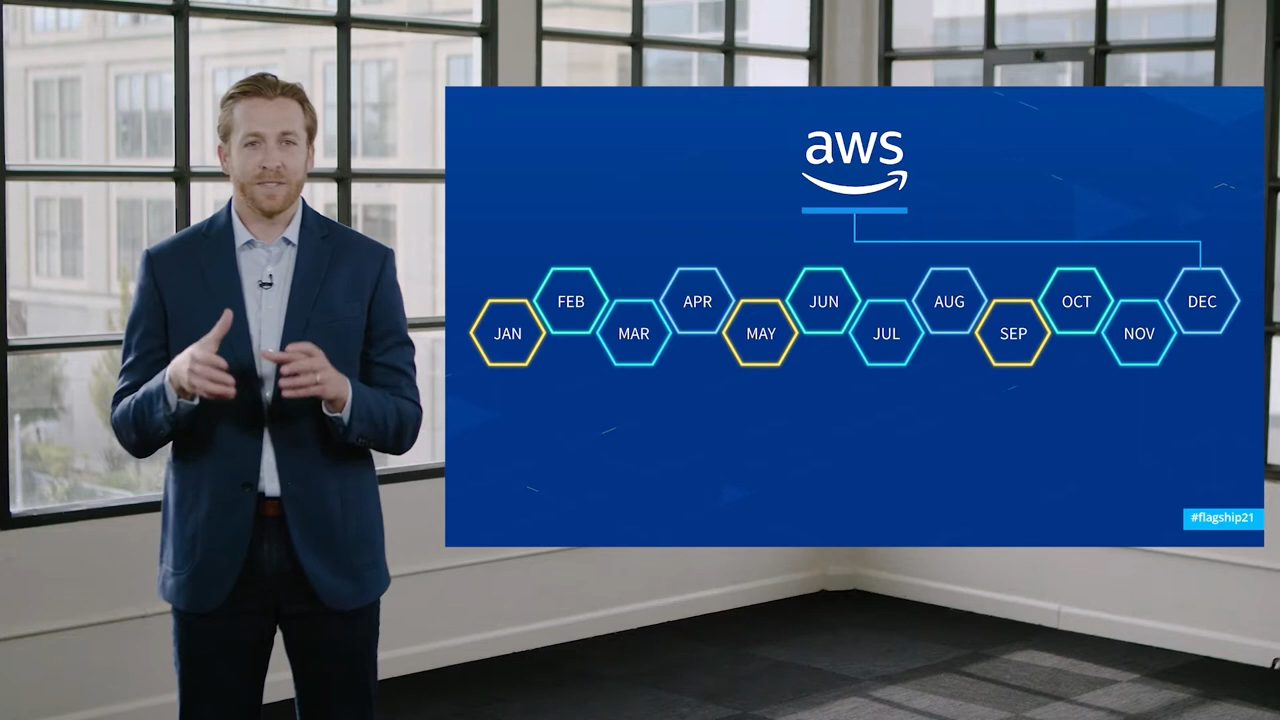 aws
JAN
FEB
MAR
APR
MAY
JUN
JUL
AUG
SEP
OCT
NOV
DEC
#flagship21